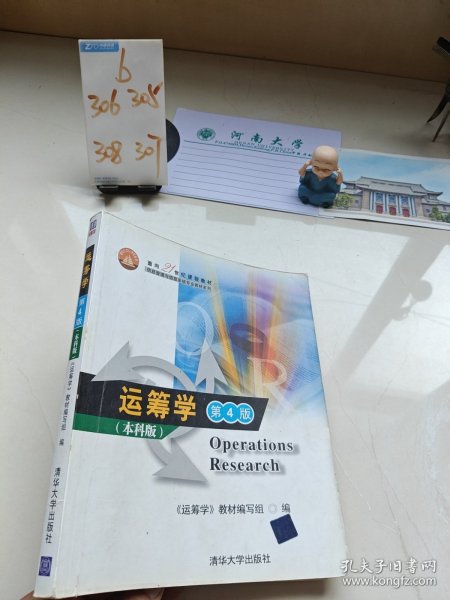 b
306 305
308 307
河南大学
面向21世纪课程教材
运筹学 第4版
(本科版)
Operations
Research
《运筹学》教材编写组 ◎ 编
清华大学出版社
运筹学 第4版 (本科版)
《运筹学》教材编写组 编
清华大学出版社
孔夫子旧书网
www.kongfz.com